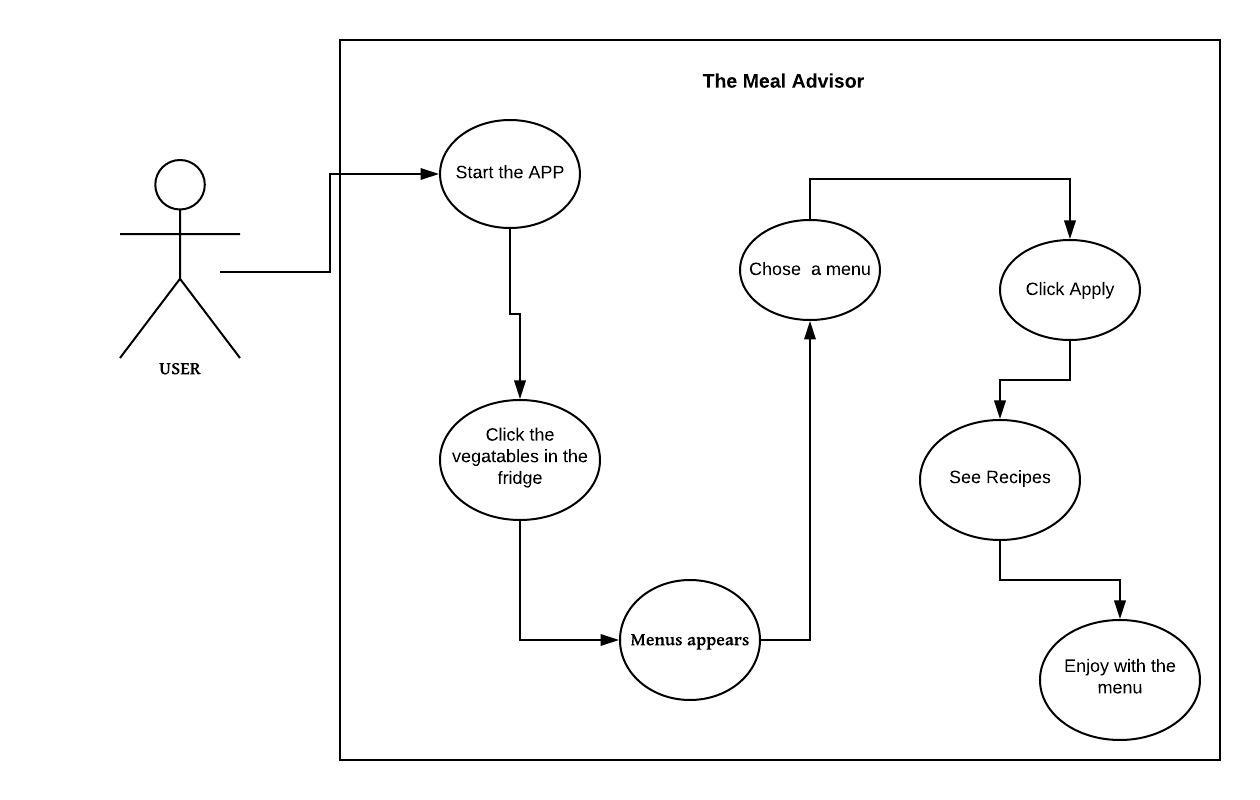 The Meal Advisor
USER
Start the APP
Click the
vegatables in the
fridge
Menus appears
Chose  a menu
Click Apply
See Recipes
Enjoy with the
menu